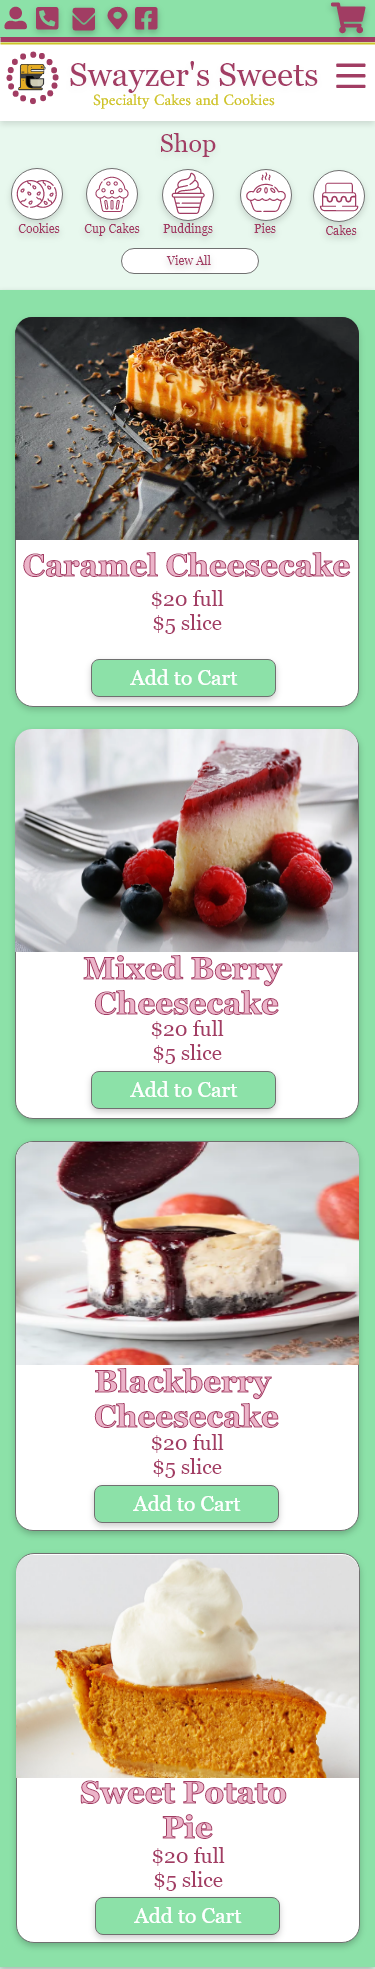 Swayzer's Sweets
Specialty Cakes and Cookies
Shop
Cookies Cup Cakes Puddings Pies Cakes
View All
Caramel Cheesecake
$20 full
$5 slice
Add to Cart
Mixed Berry
Cheesecake
$20 full
$5 slice
Add to Cart
Blackberry
Cheesecake
$20 full
$5 slice
Add to Cart
Sweet Potato
Pie
$20 full
$5 slice
Add to Cart